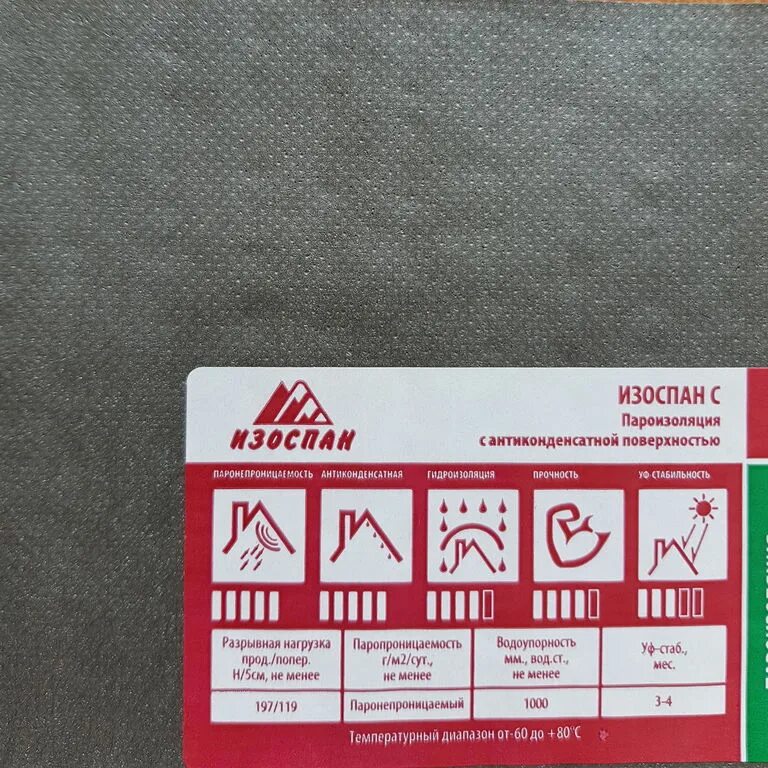 ИЗОСПАН
ИЗОСПАН С
Пароизоляция
с антиконденсатной поверхностью
ПАРОНЕПРОНИЦАЕМОСТЬ АНТИКОНДЕНСАТНАЯ ГИДРОИЗОЛЯЦИЯ ПРОЧНОСТЬ УФ-СТАБИЛЬНОСТЬ
Разрывная нагрузка
прод./попер.
Н/5см, не менее
Паропроницаемость
г/м2/сут.,
не менее
Водоупорность
мм., вод.ст.,
не менее
Уф-стаб.,
мес.
197/119 Паронепроницаемый 1000 3-4
Температурный диапазон от-60 до +80°С